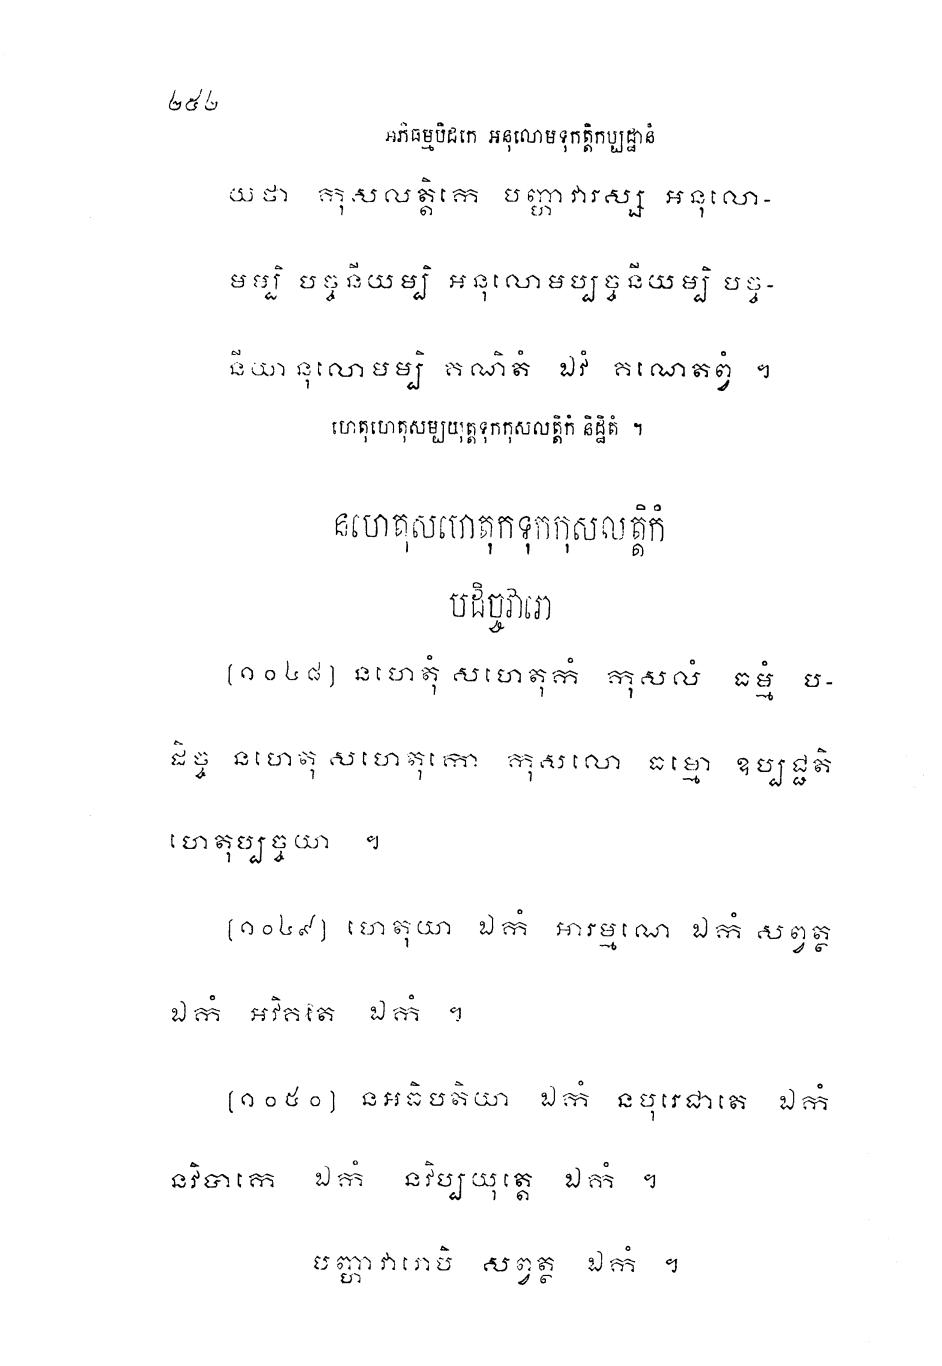 ២៥២
អភិធម្មបិដកេ អនុលោមទុកត្តិកប្បដ្ឋានំ
យថា កុសលត្តិកេ បញ្ហាវារស្ស អនុលោ-
មម្បិ បច្ចនីយម្បិ អនុលោមប្បច្ចនីយម្បិ បច្ច-
នីយានុលោមម្បិ គណិតំ ឯវំ គណេតព្វំ ។
ហេតុហេតុសម្បយុត្តទុកកុសលត្តិកំ និដ្ឋិតំ ។
នហេតុសហេតុកទុកកុសលត្តិកំ
បដិច្ចវារោ
[១០៤៨] នហេតុំ សហេតុកំ កុសលំ ធម្មំ ប-
ដិច្ច នហេតុ សហេតុកោ កុសលោ ធម្មោ ឧប្បជ្ជតិ
ហេតុប្បច្ចយា ។
[១០៤៩] ហេតុយា ឯកំ អារម្មណេ ឯកំ សព្វត្ថ
ឯកំ អវិគតេ ឯកំ ។
[១០៥០] នអធិបតិយា ឯកំ នបុរេជាតេ ឯកំ
នវិបាកេ ឯកំ នវិប្បយុត្តេ ឯកំ ។
បញ្ហាវារេបិ សព្វត្ថ ឯកំ ។